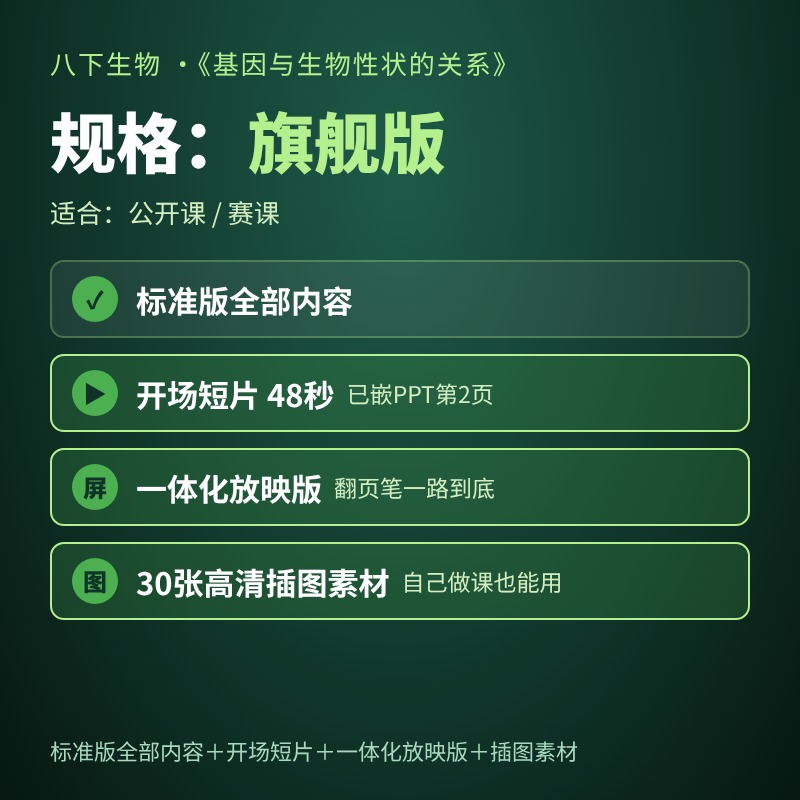 八下生物 ·《基因与生物性状的关系》
规格：旗舰版
适合：公开课 / 赛课
✓ 标准版全部内容
▶ 开场短片 48秒 已嵌PPT第2页
屏 一体化放映版 翻页笔一路到底
图 30张高清插图素材 自己做课也能用
标准版全部内容＋开场短片＋一体化放映版＋插图素材